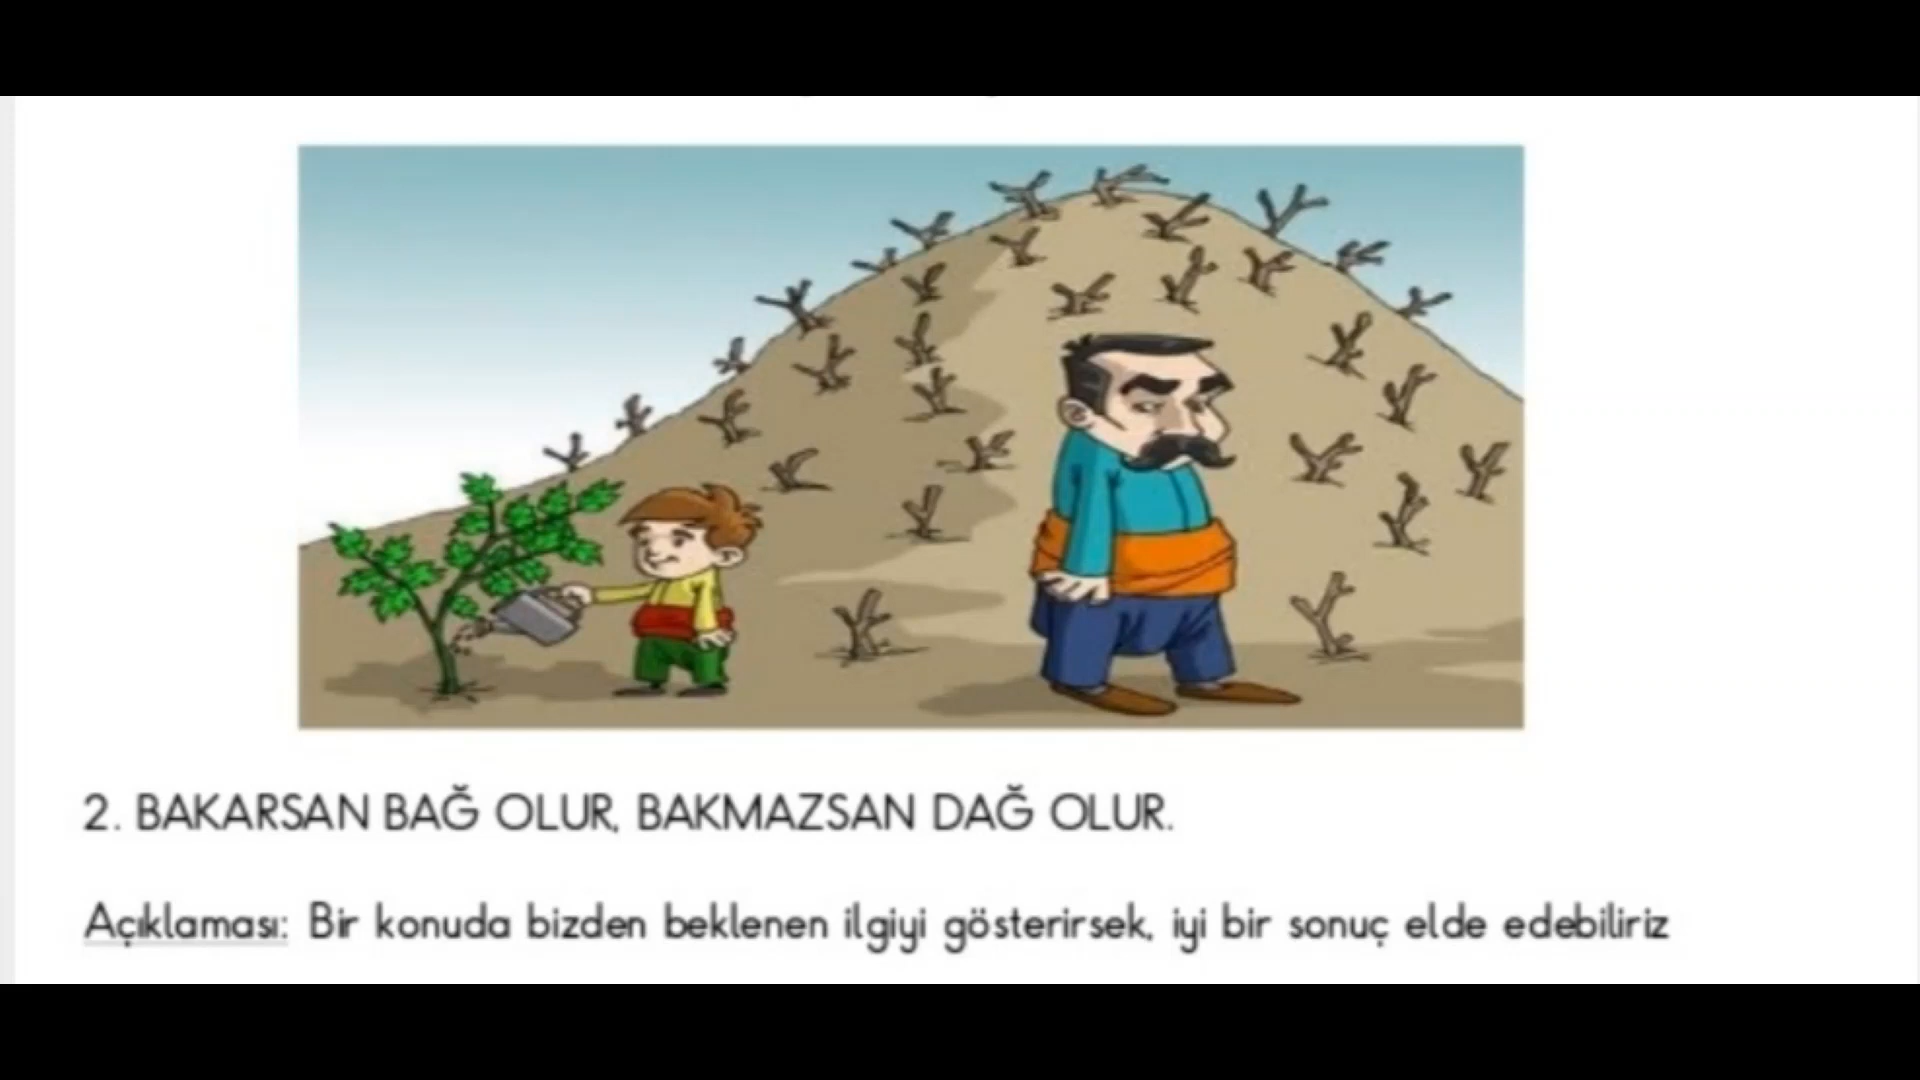 2. BAKARSAN BAĞ OLUR, BAKMAZSAN DAĞ OLUR.
Açıklaması: Bir konuda bizden beklenen ilgiyi gösterirsek, iyi bir sonuç elde edebiliriz